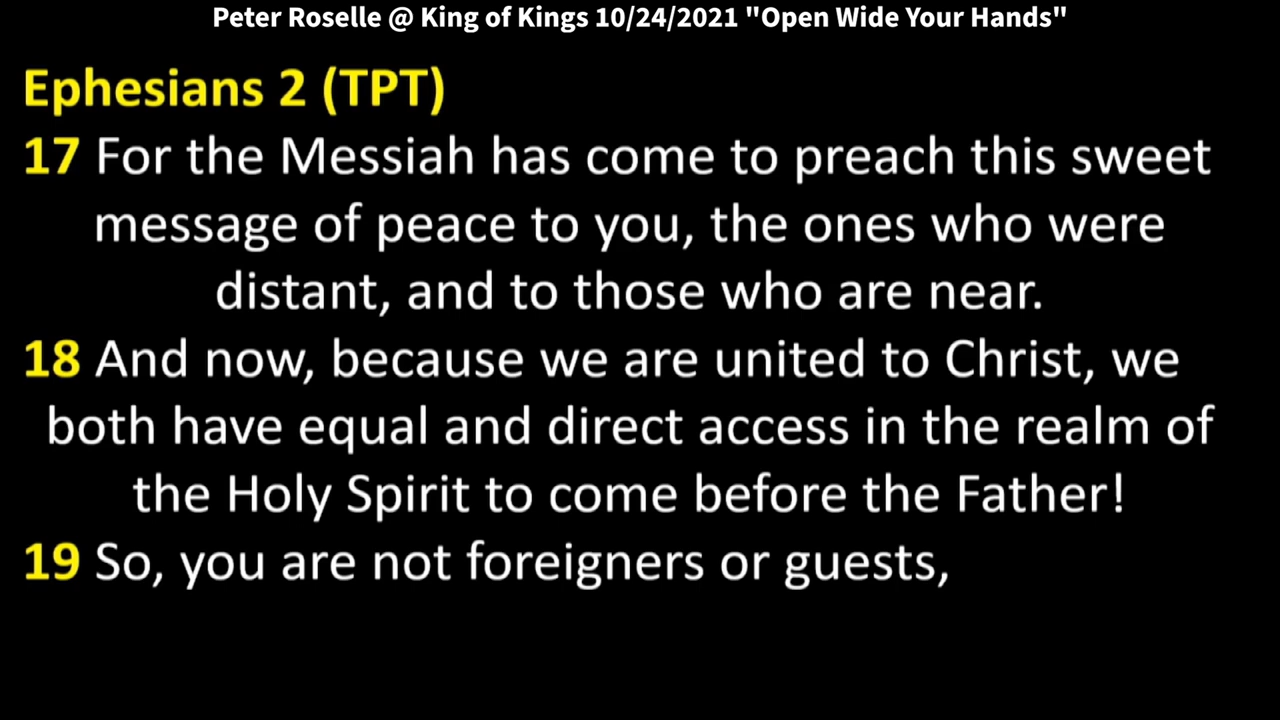 Peter Roselle @ King of Kings 10/24/2021 "Open Wide Your Hands"
Ephesians 2 (TPT)
17 For the Messiah has come to preach this sweet
message of peace to you, the ones who were
distant, and to those who are near.
18 And now, because we are united to Christ, we
both have equal and direct access in the realm of
the Holy Spirit to come before the Father!
19 So, you are not foreigners or guests,